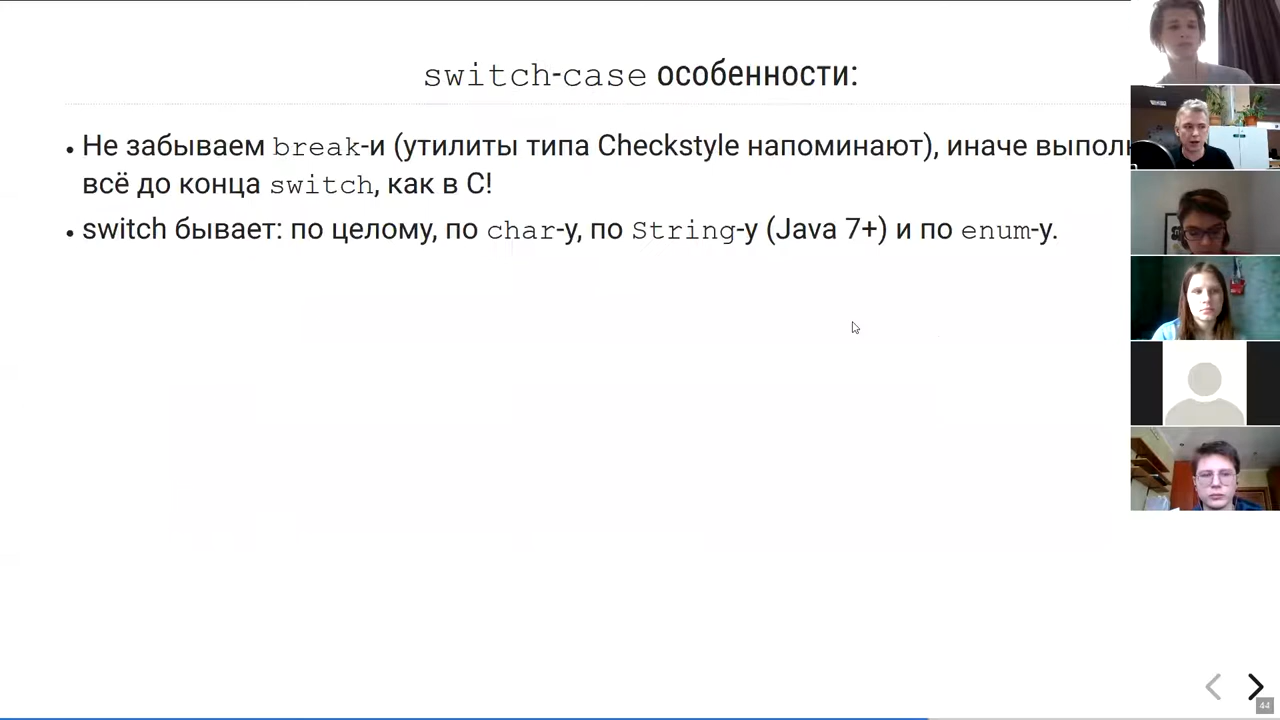 switch-case особенности:
• Не забываем break-и (утилиты типа Checkstyle напоминают), иначе
всё до конца switch, как в C!
• switch бывает: по целому, по char-у, по String-у (Java 7+) и по enum-у.
44